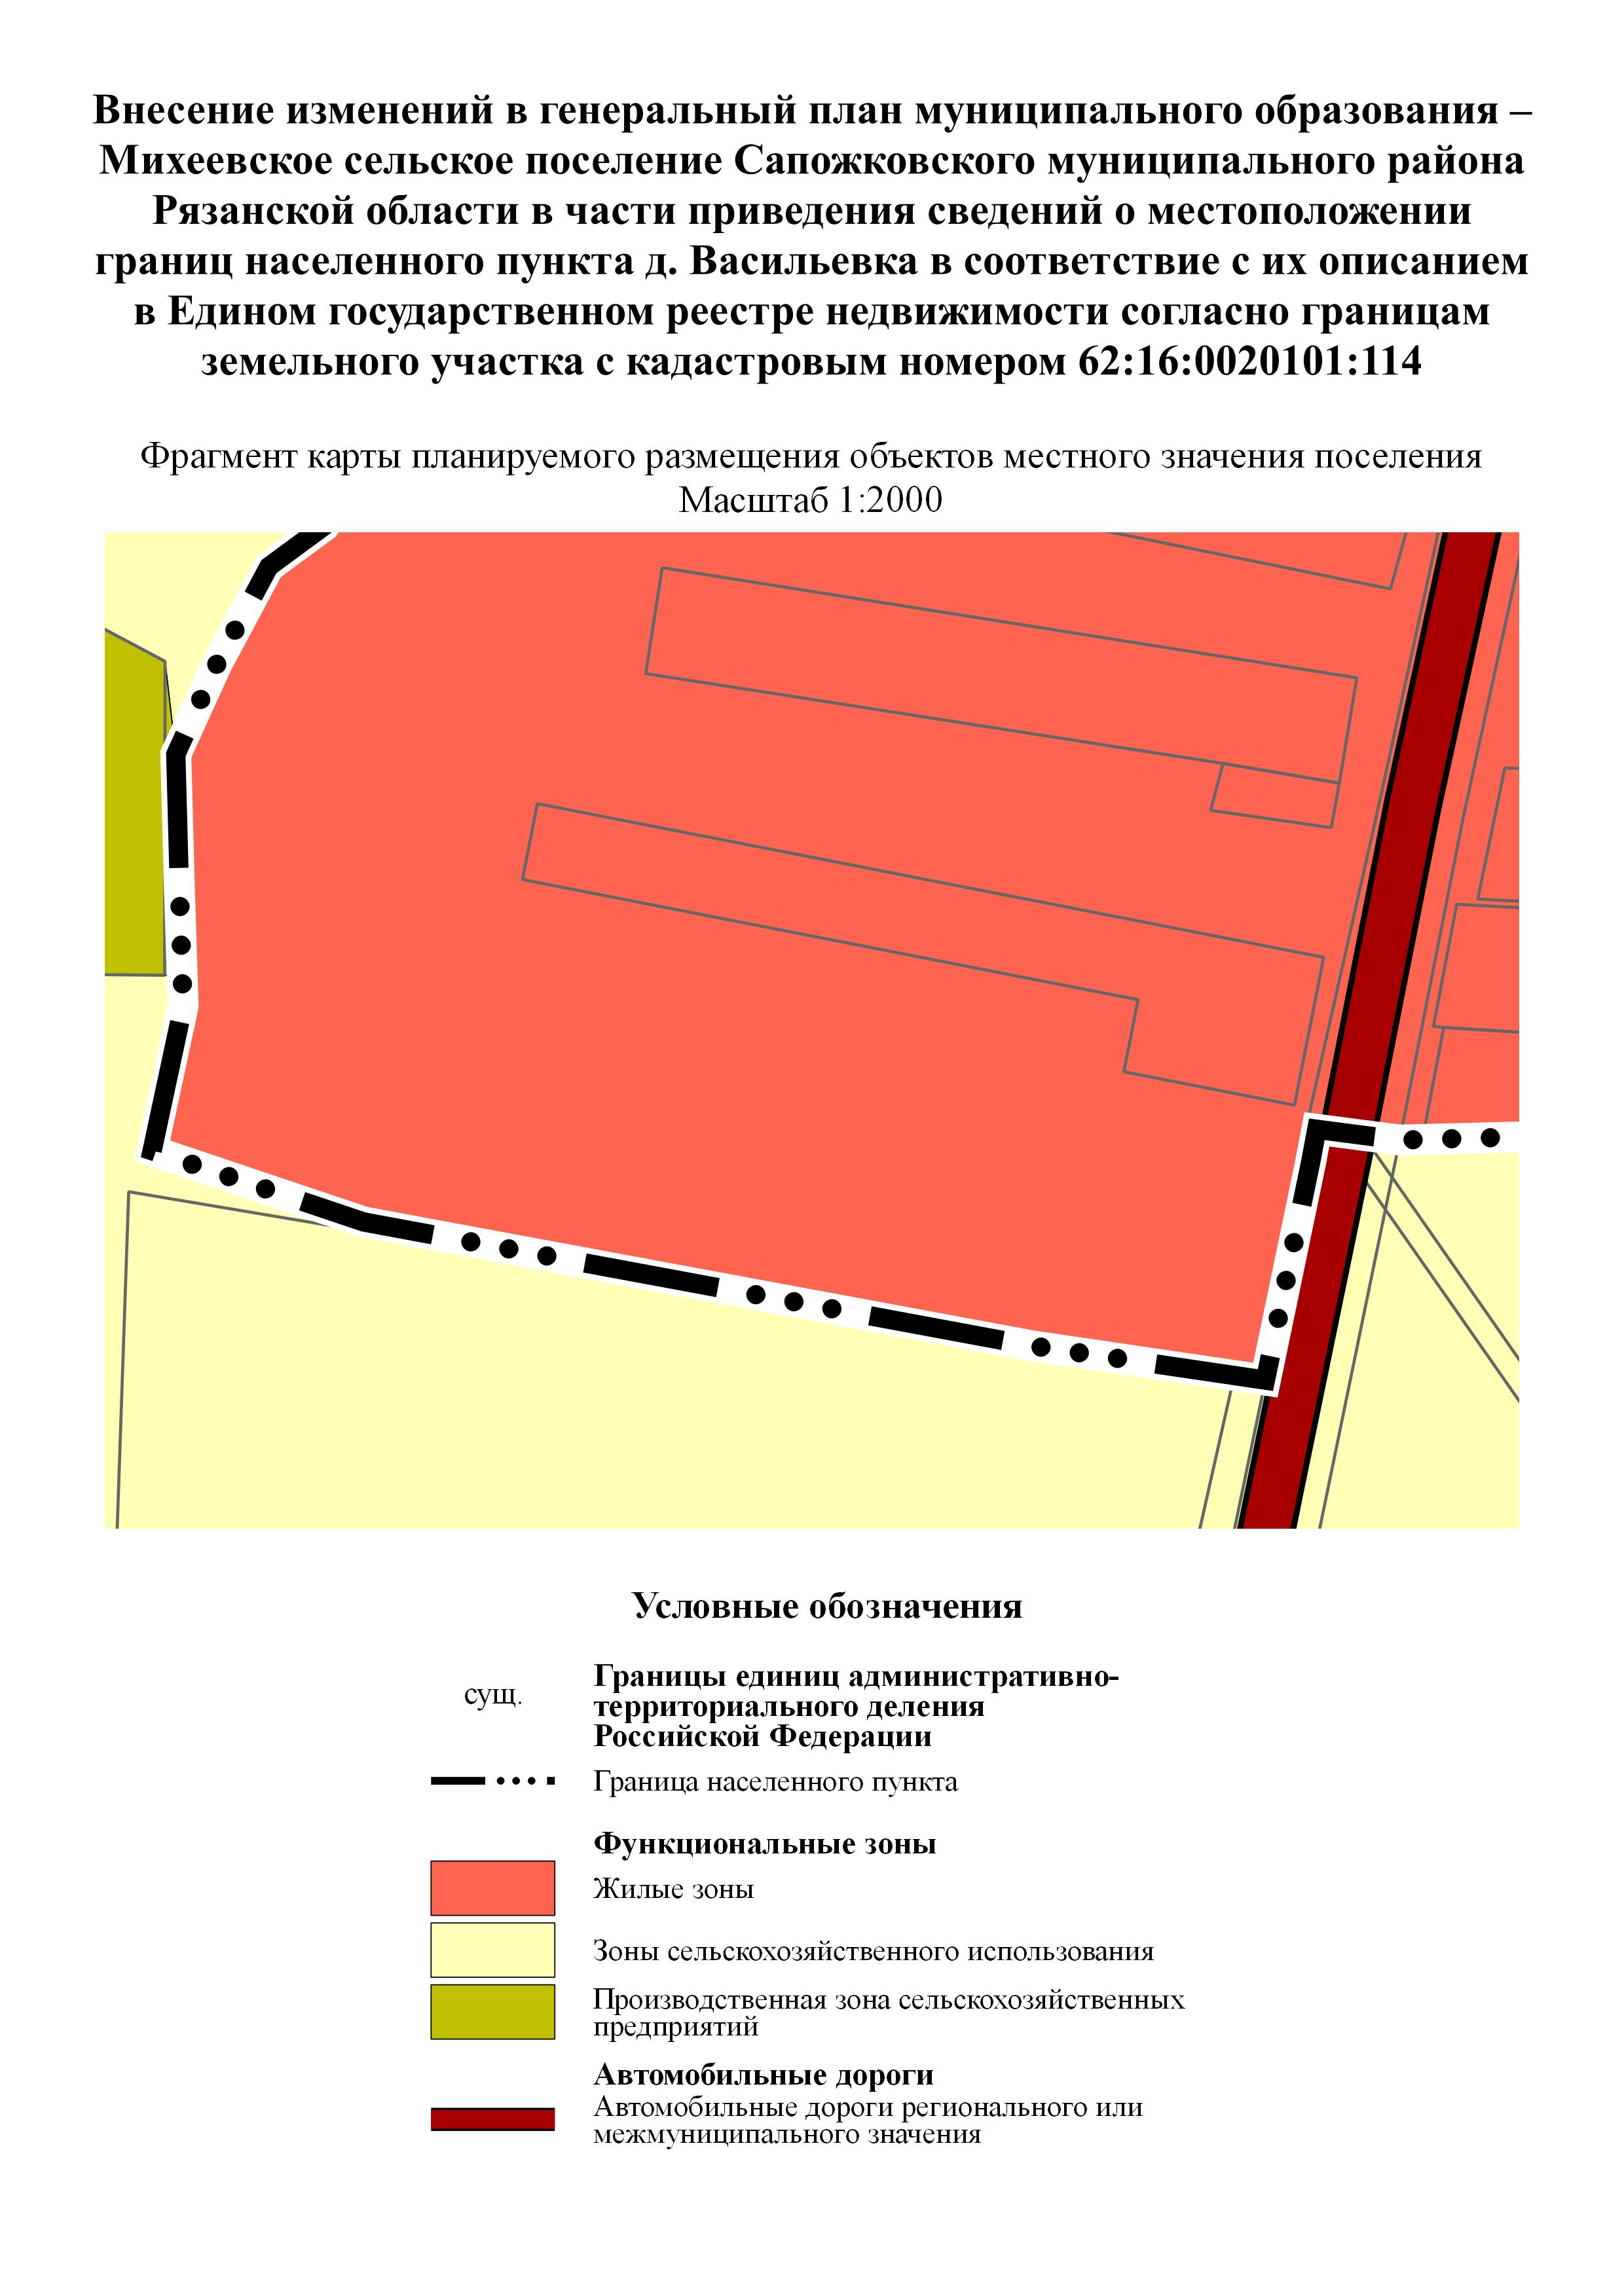 Внесение изменений в генеральный план муниципального образования –
Михеевское сельское поселение Сапожковского муниципального района
Рязанской области в части приведения сведений о местоположении
границ населенного пункта д. Васильевка в соответствие с их описанием
в Едином государственном реестре недвижимости согласно границам
земельного участка с кадастровым номером 62:16:0020101:114
Фрагмент карты планируемого размещения объектов местного значения поселения
Масштаб 1:2000
Условные обозначения
сущ.
Границы единиц административно-
территориального деления
Российской Федерации
Граница населенного пункта
Функциональные зоны
Жилые зоны
Зоны сельскохозяйственного использования
Производственная зона сельскохозяйственных
предприятий
Автомобильные дороги
Автомобильные дороги регионального или
межмуниципального значения